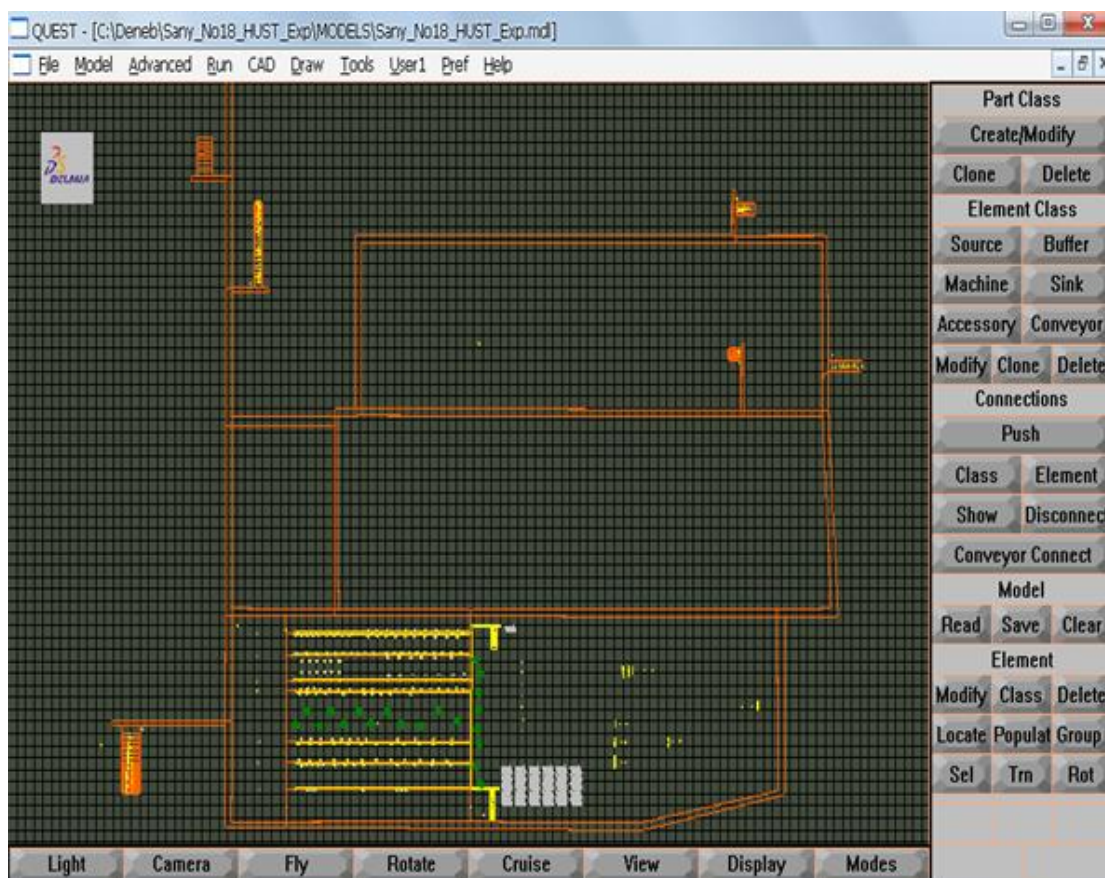 QUEST - [C:\Deneb\Sany_No18_HUST_Exp\MODELS\Sany_No18_HUST_Exp.mdl]
File Model Advanced Run CAD Draw Tools User1 Pref Help
DS
DELMIA
Part Class
Create/Modify
Clone Delete
Element Class
Source Buffer
Machine Sink
Accessory Conveyor
Modify Clone Delete
Connections
Push
Class Element
Show Disconnec
Conveyor Connect
Model
Read Save Clear
Element
Modify Class Delete
Locate Populat Group
Sel Trn Rot
Light Camera Fly Rotate Cruise View Display Modes